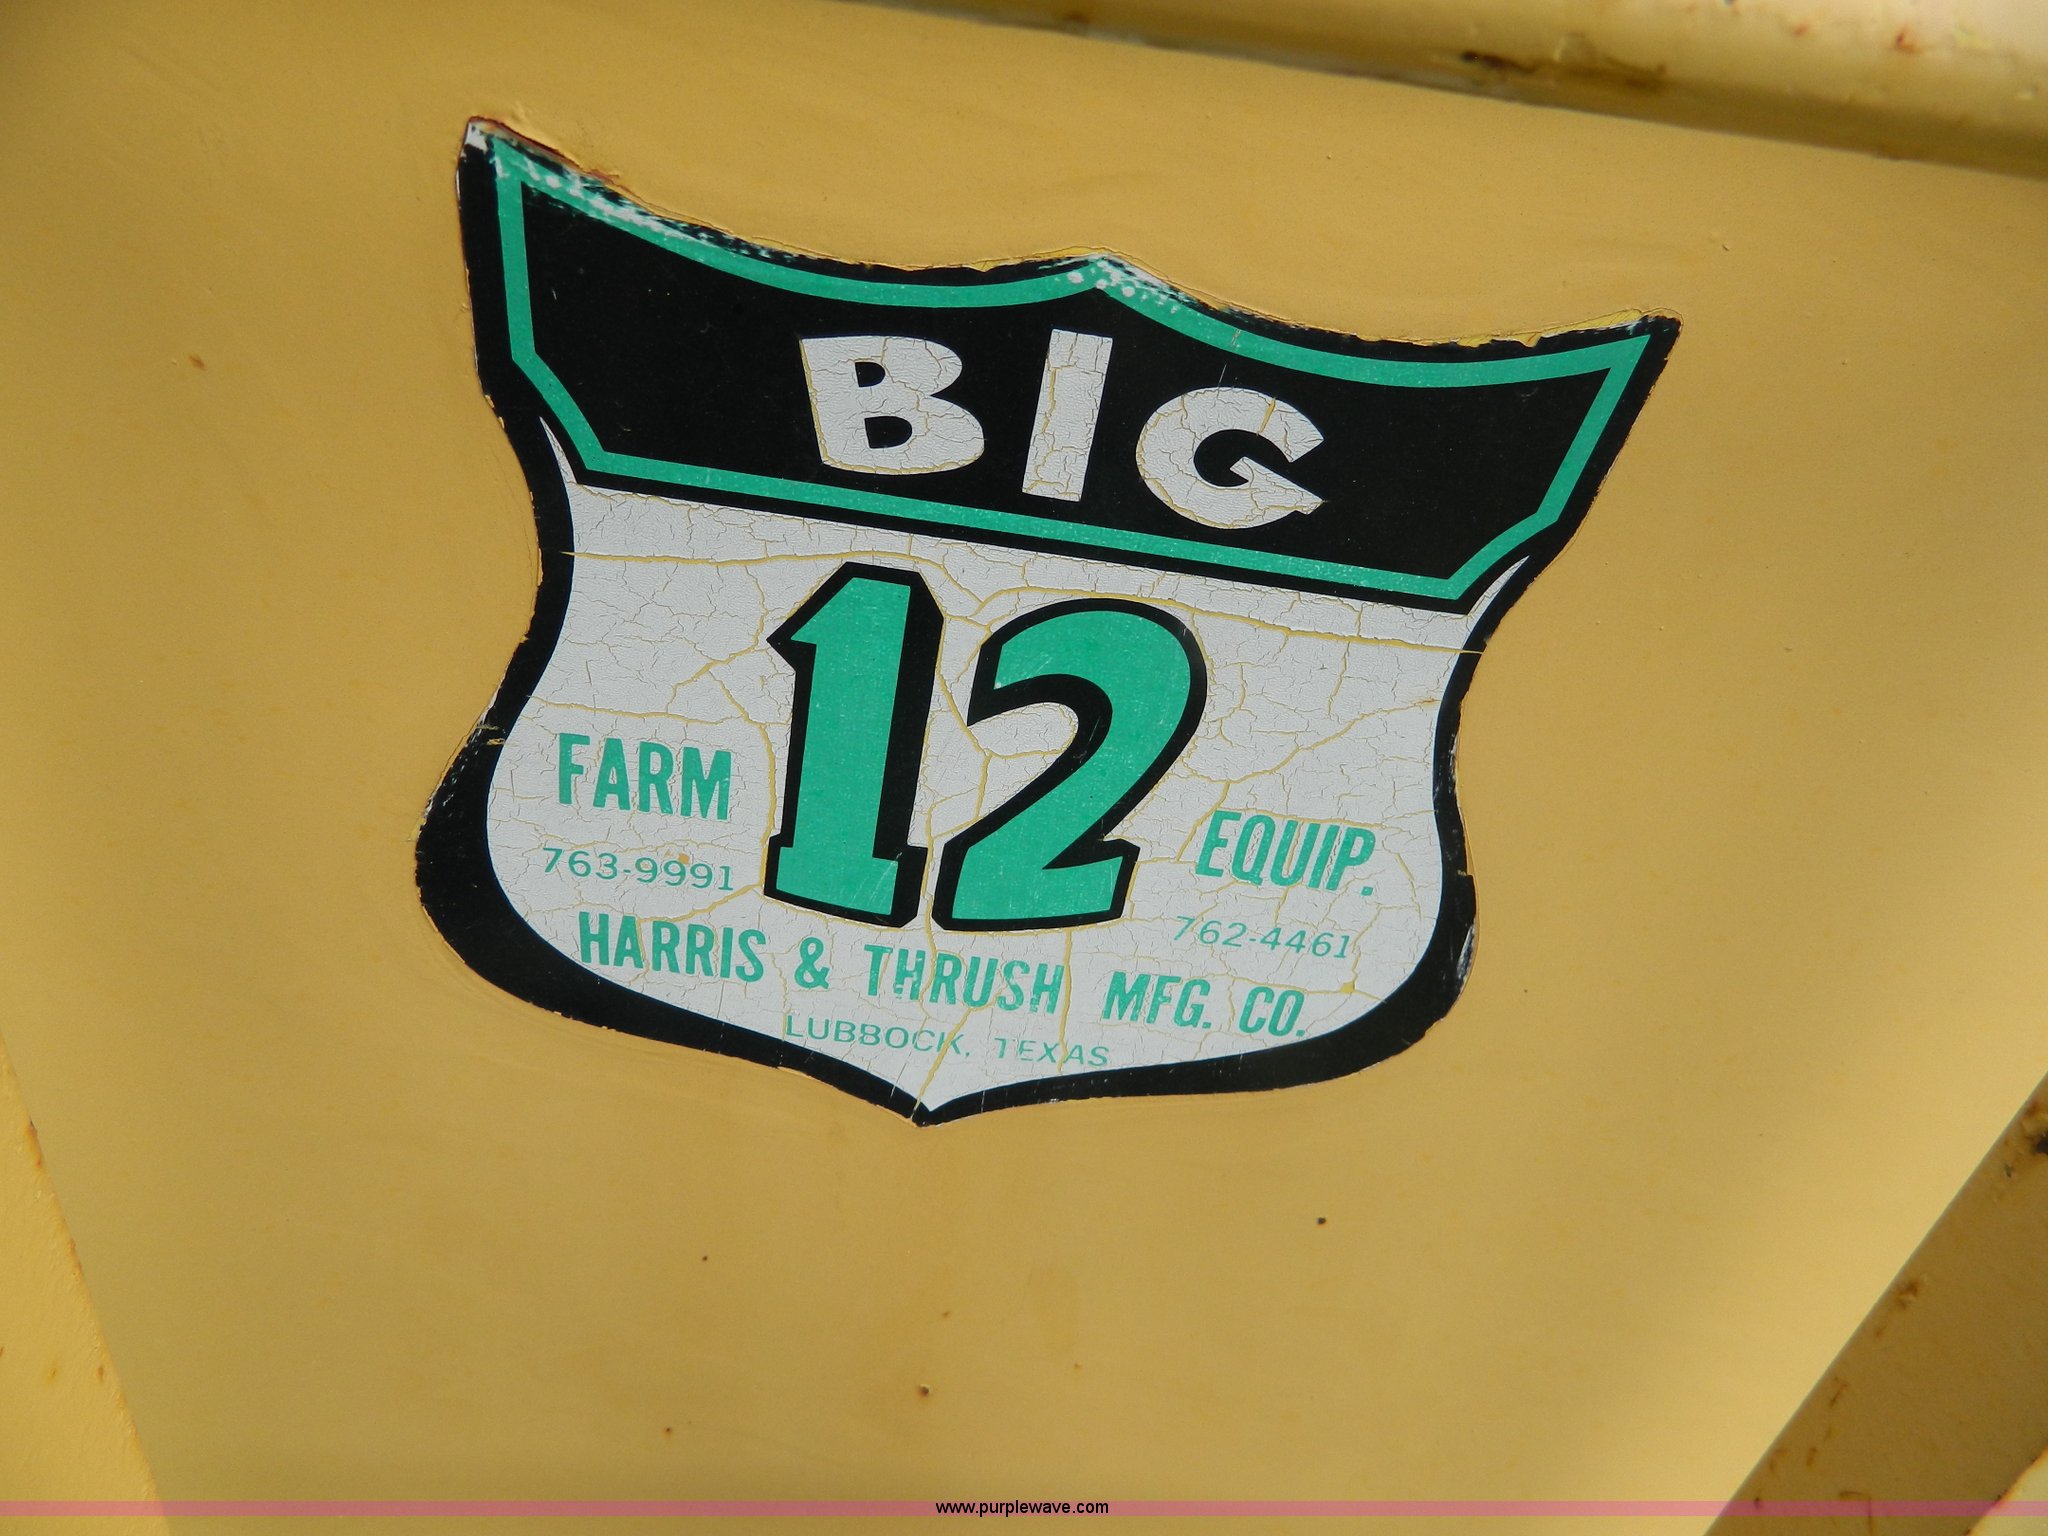 BIG
12
FARM EQUIP.
763-9991 762-4461
HARRIS & THRUSH MFG. CO.
LUBBOCK, TEXAS
www.purplewave.com